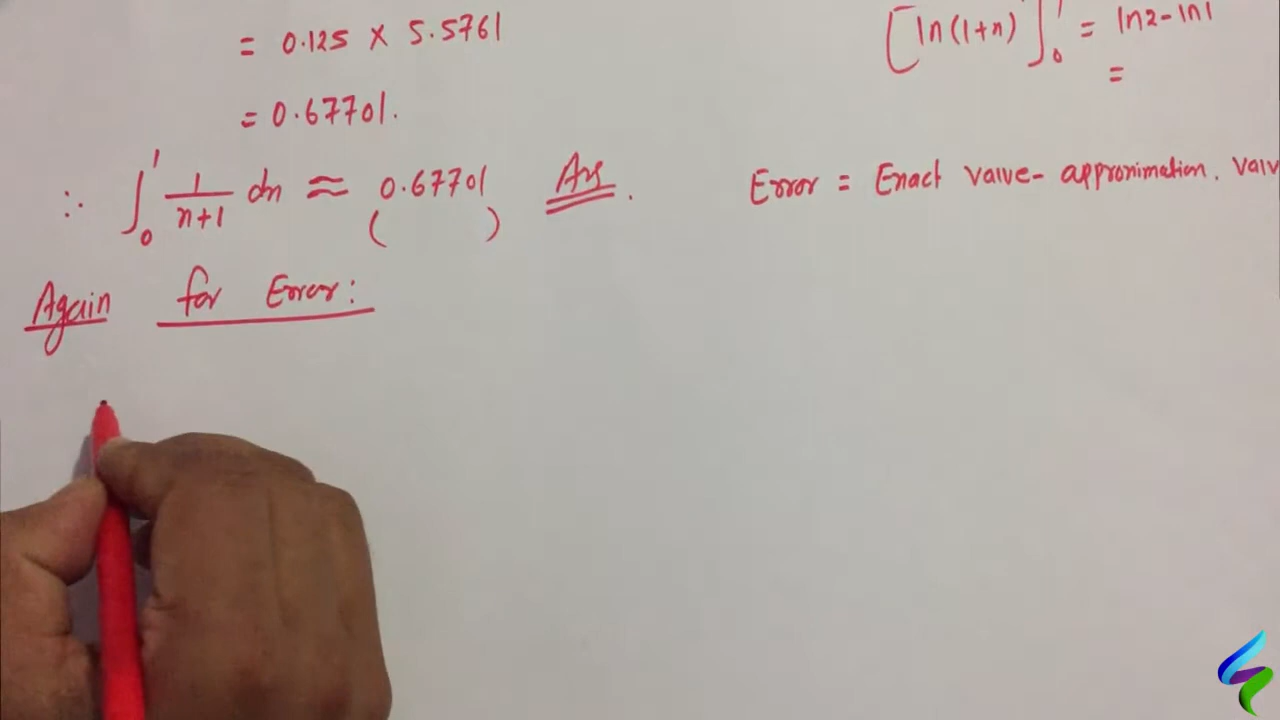 = 0.125 × 5.5761
= 0.67701.
∴ ∫₀¹ 1/(x+1) dx ≈ 0.67701 Ans.
( )
Again for Error:
[ln(1+x)]₀¹ = ln2 - ln1
=
Error = Exact value - approximation. valu